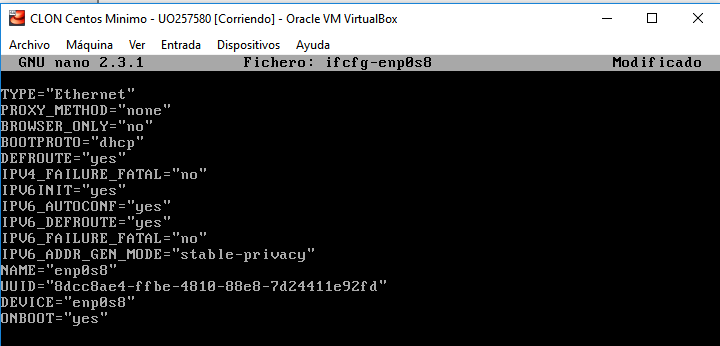 CLON Centos Minimo - UO257580 [Corriendo] - Oracle VM VirtualBox
Archivo Máquina Ver Entrada Dispositivos Ayuda
GNU nano 2.3.1 Fichero: ifcfg-enp0s8 Modificado
TYPE="Ethernet"
PROXY_METHOD="none"
BROWSER_ONLY="no"
BOOTPROTO="dhcp"
DEFROUTE="yes"
IPV4_FAILURE_FATAL="no"
IPV6INIT="yes"
IPV6_AUTOCONF="yes"
IPV6_DEFROUTE="yes"
IPV6_FAILURE_FATAL="no"
IPV6_ADDR_GEN_MODE="stable-privacy"
NAME="enp0s8"
UUID="8dcc8ae4-ffbe-4810-88e8-7d24411e92fd"
DEVICE="enp0s8"
ONBOOT="yes"